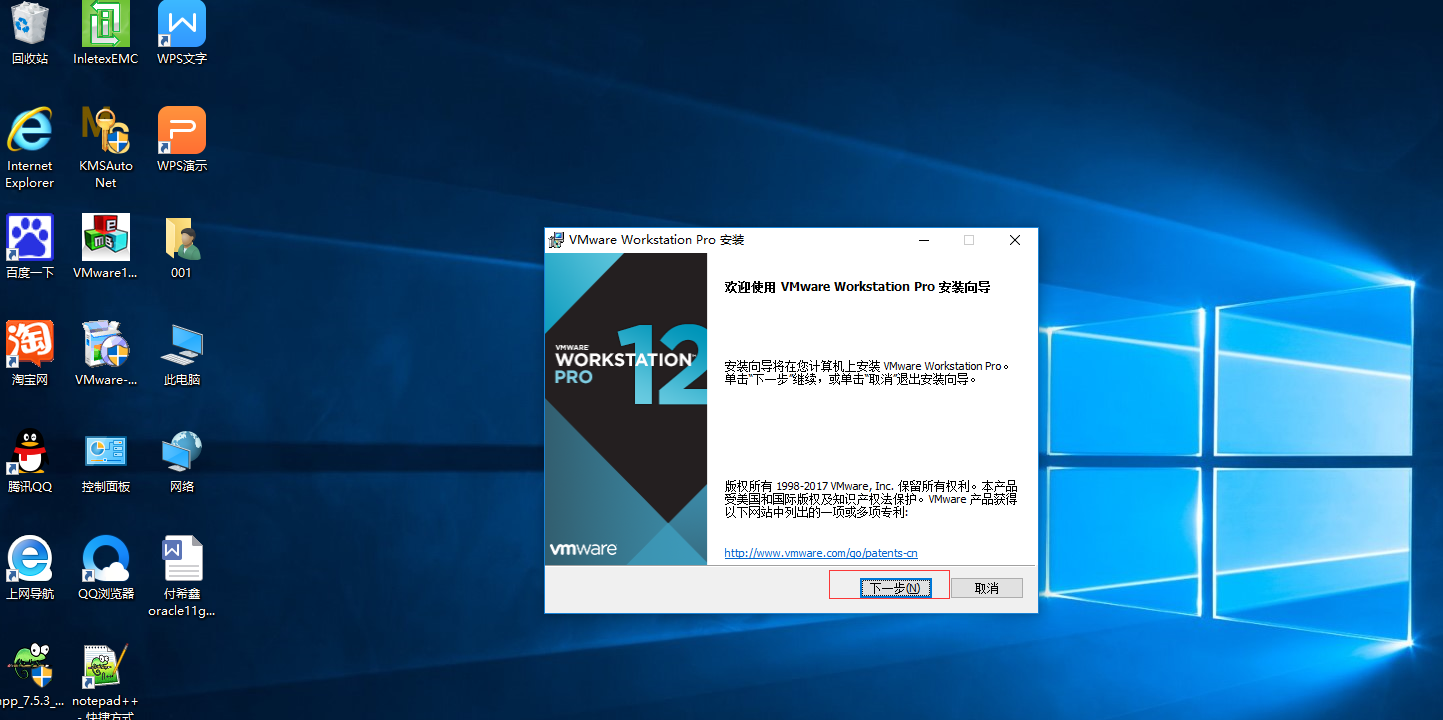 回收站
InletexEMC
WPS文字
Internet
Explorer
KMSAuto
Net
WPS演示
百度一下
VMware1...
001
淘宝网
VMware-...
此电脑
腾讯QQ
控制面板
网络
上网导航
QQ浏览器
付希鑫
oracle11g...
npp_7.5.3_...
notepad++
- 快捷方式
VMware Workstation Pro 安装
VMWARE
WORKSTATION™
PRO
12
vmware
欢迎使用 VMware Workstation Pro 安装向导
安装向导将在您计算机上安装 VMware Workstation Pro。
单击"下一步"继续，或单击"取消"退出安装向导。
版权所有 1998-2017 VMware, Inc. 保留所有权利。本产品
受美国和国际版权及知识产权法保护。VMware 产品获得
以下网站中列出的一项或多项专利:
http://www.vmware.com/go/patents-cn
下一步(N)
取消